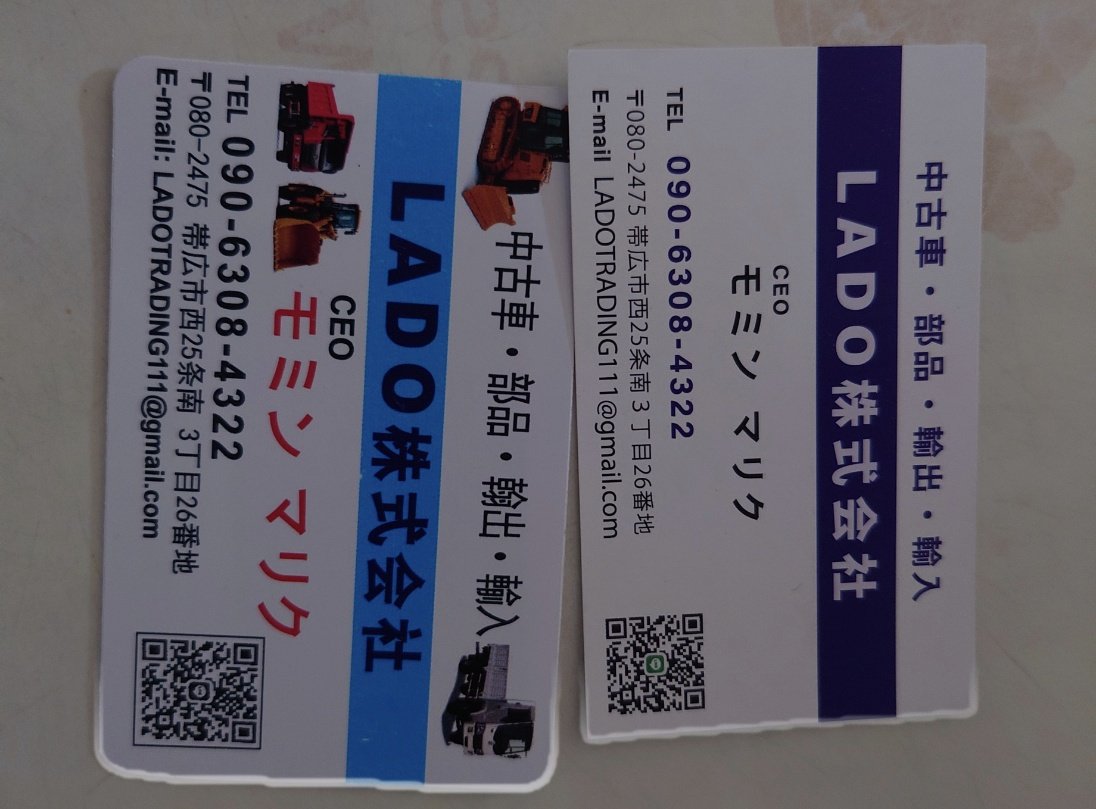 中古車・部品・輸出・輸入
LADO株式会社
CEO
モミン マリク
TEL 090-6308-4322
〒080-2475 帯広市西25条南 3丁目26番地
E-mail: LADOTRADING111@gmail.com
中古車・部品・輸出・輸入
LADO株式会社
CEO
モミン マリク
TEL 090-6308-4322
〒080-2475 帯広市西25条南３丁目26番地
E-mail LADOTRADING111@gmail.com